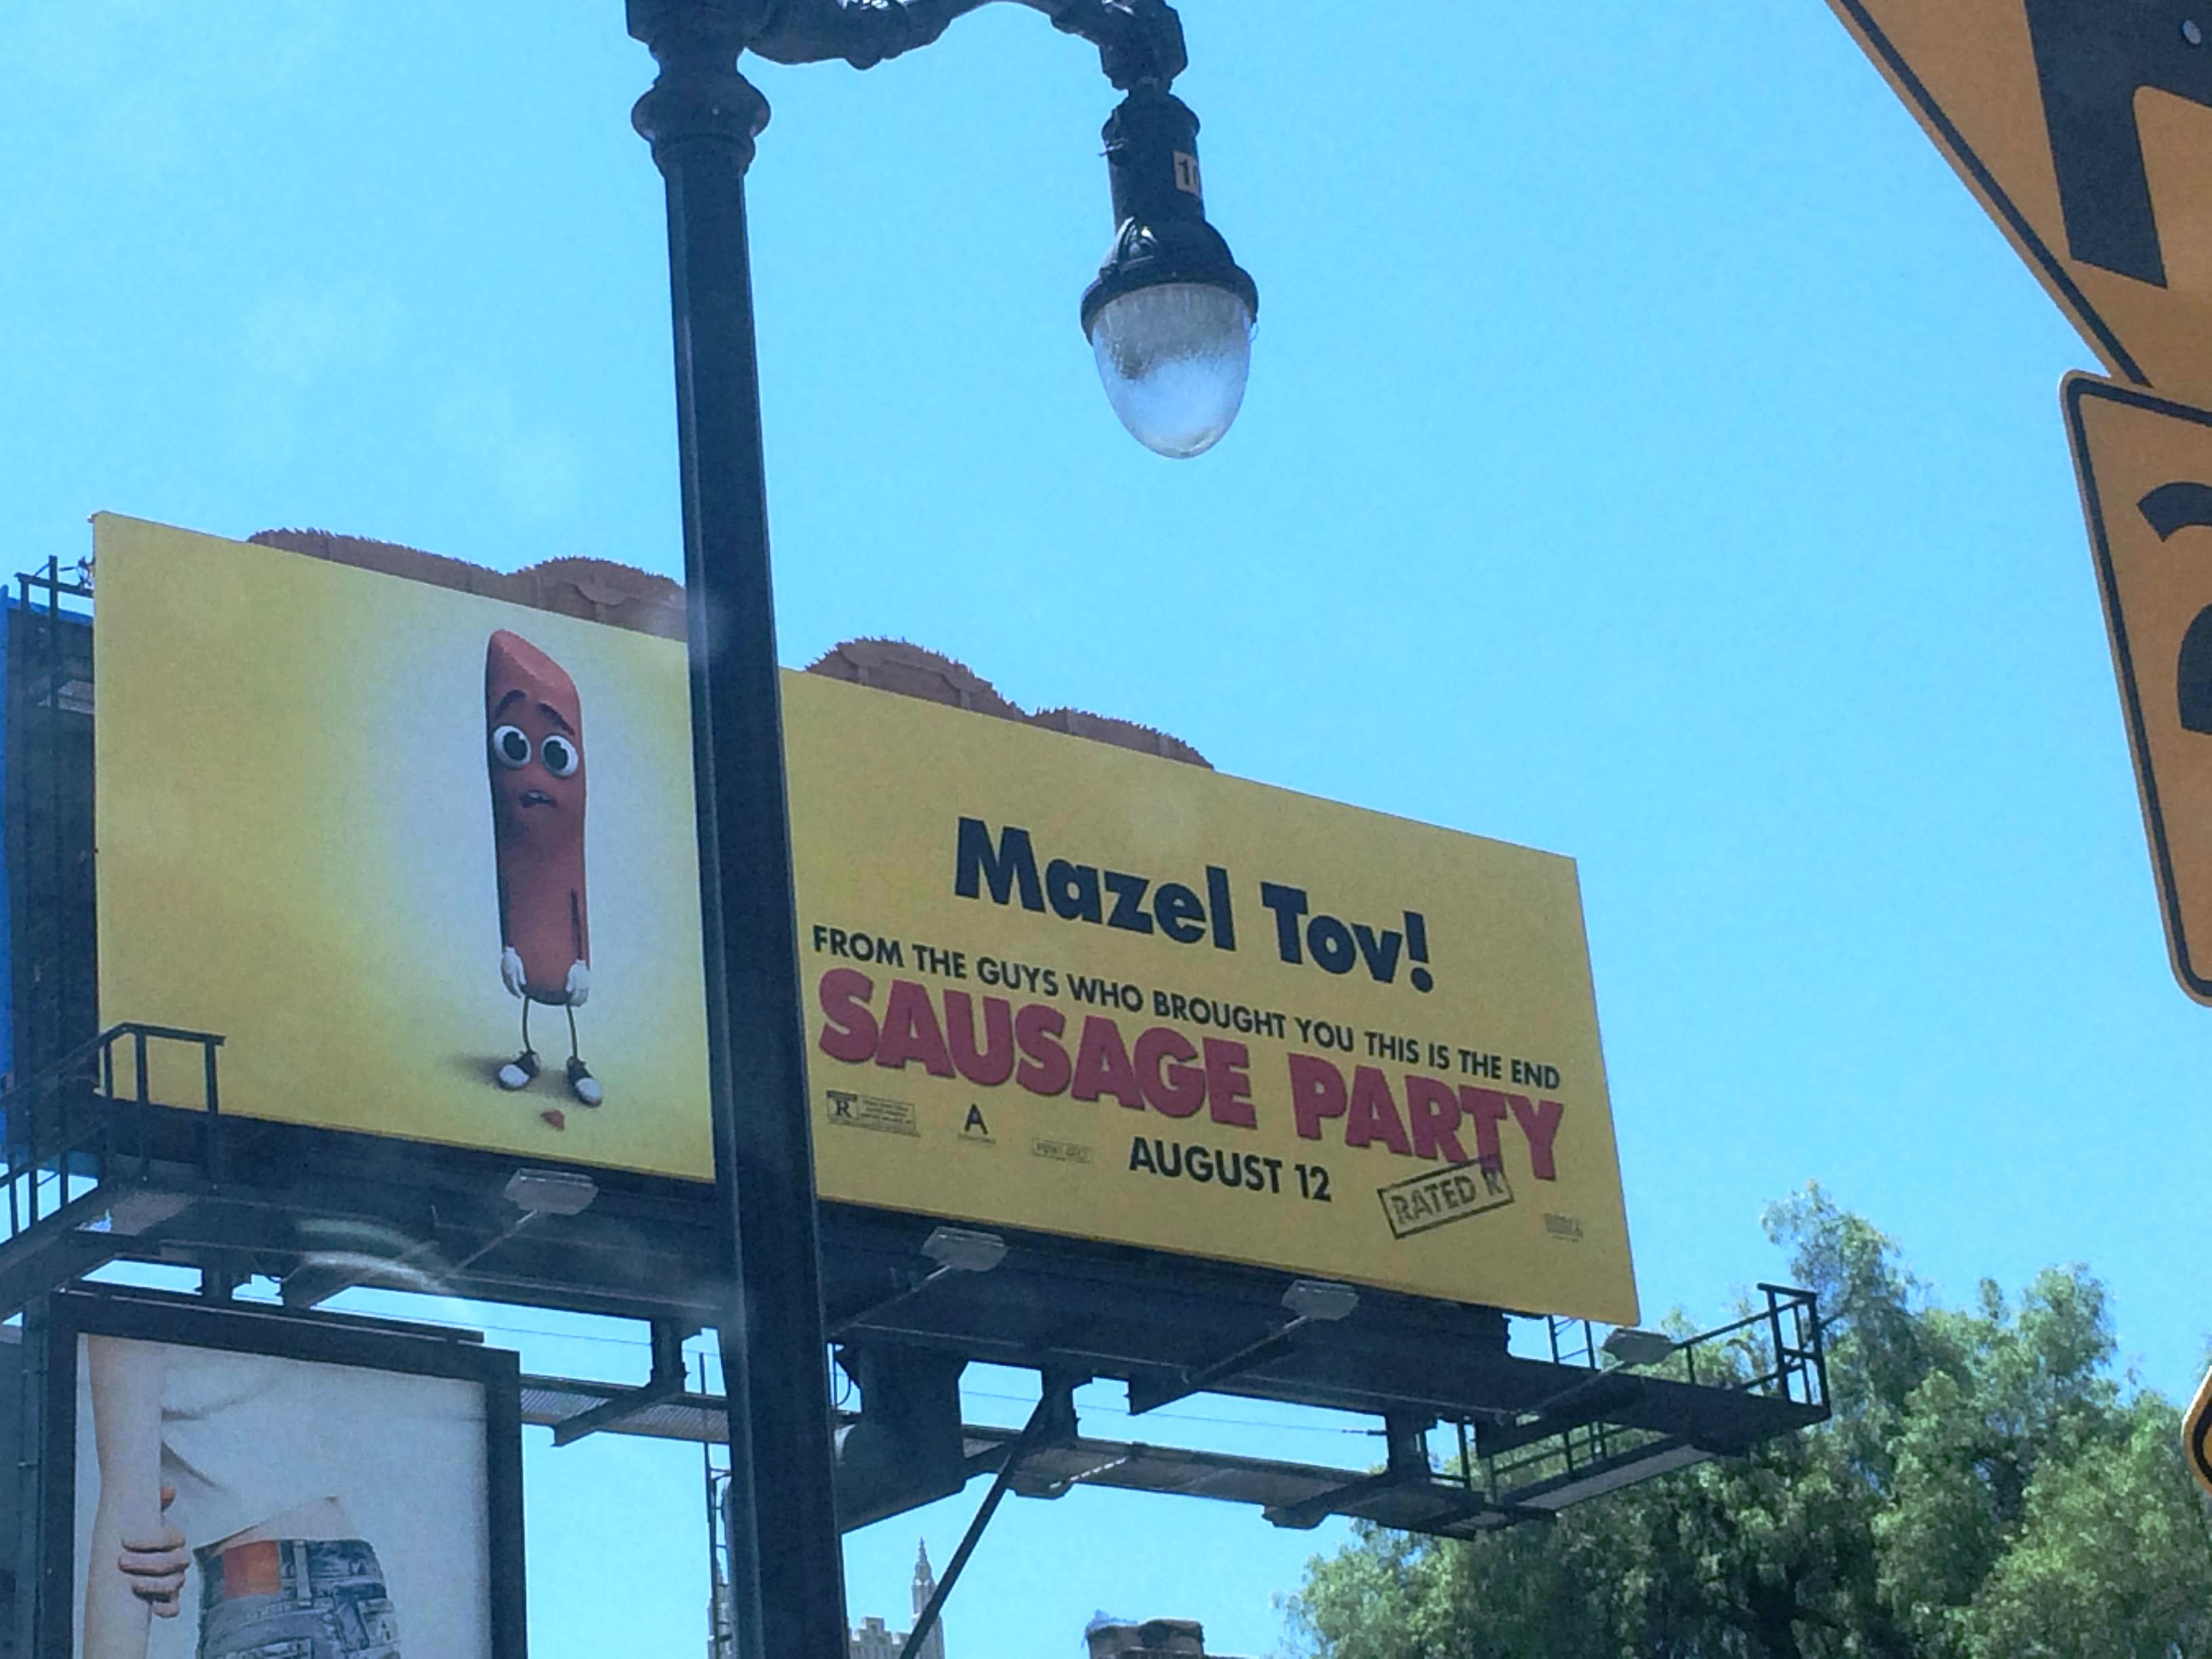 Mazel Tov!
FROM THE GUYS WHO BROUGHT YOU THIS IS THE END
SAUSAGE PARTY
R
A
AUGUST 12
RATED R